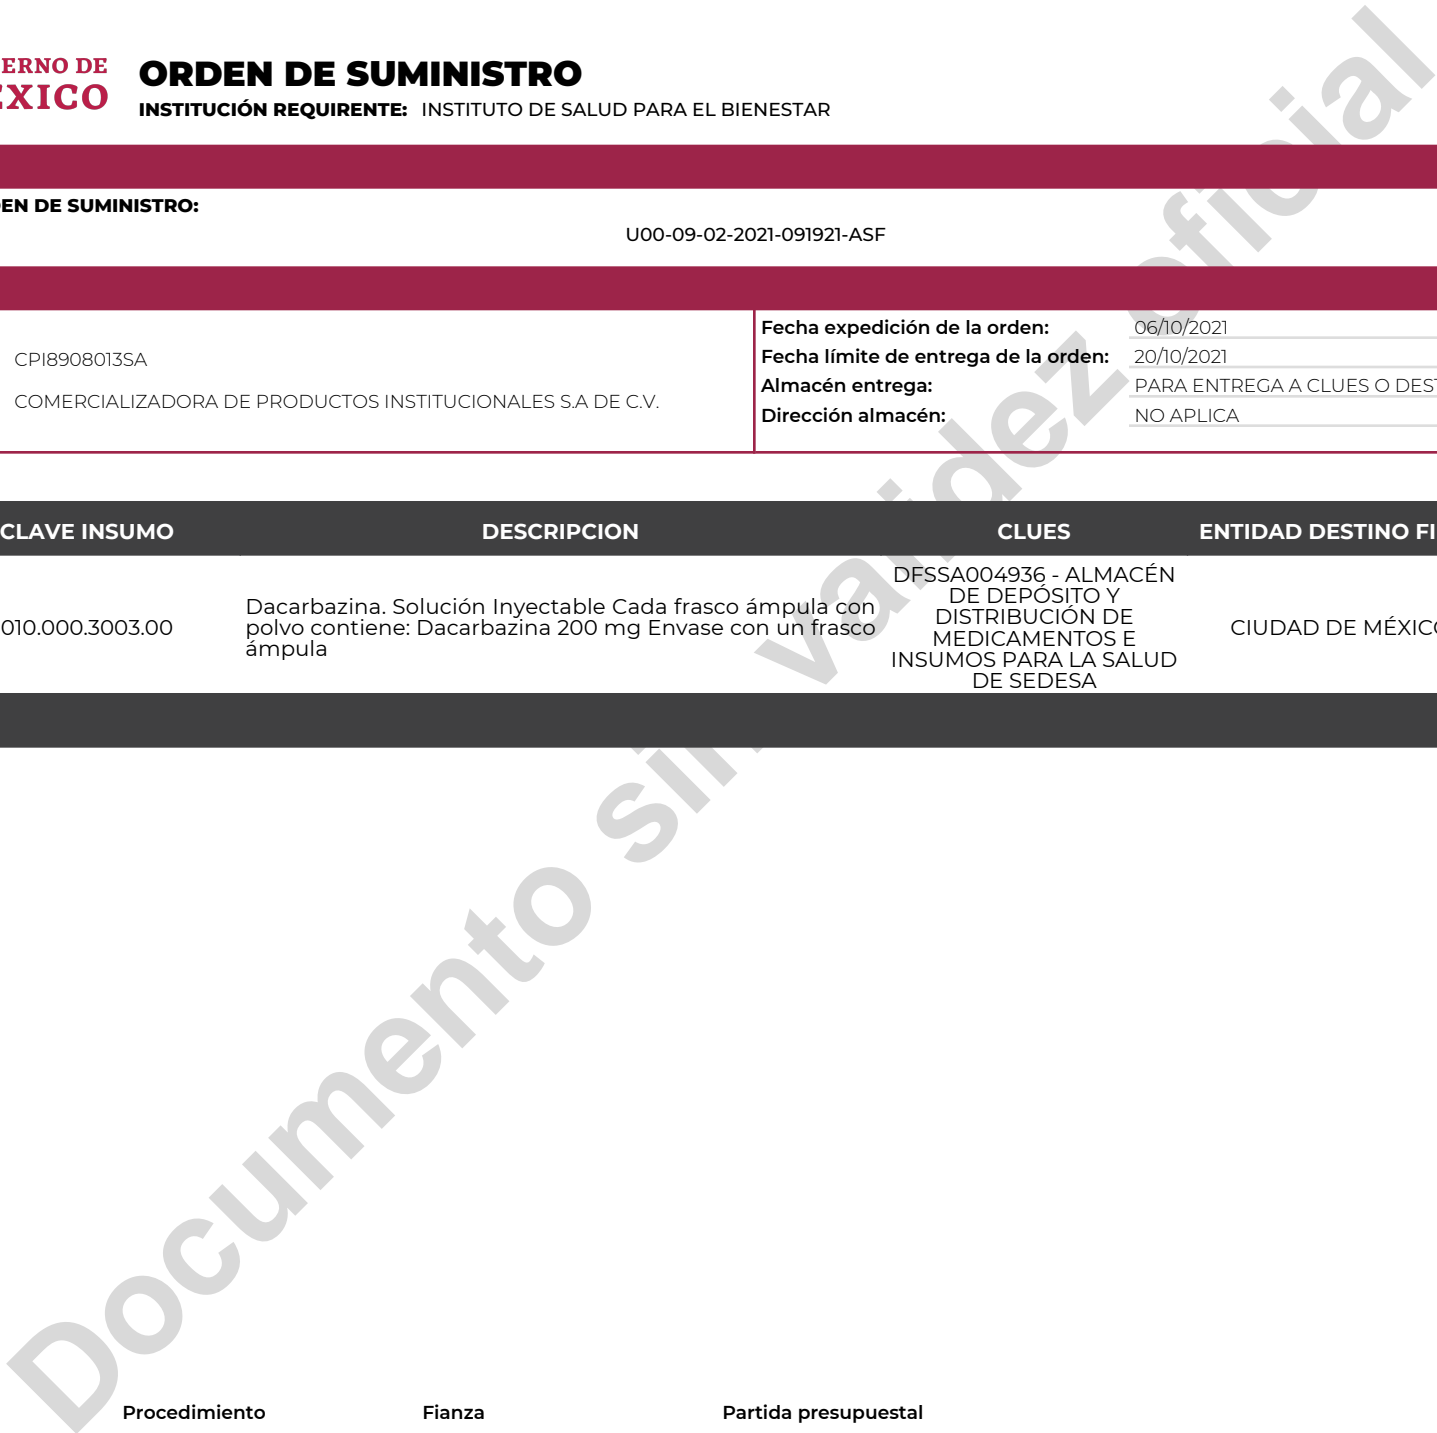 ERNO DE
ÉXICO
ORDEN DE SUMINISTRO
INSTITUCIÓN REQUIRENTE: INSTITUTO DE SALUD PARA EL BIENESTAR
EN DE SUMINISTRO:
U00-09-02-2021-091921-ASF
CPI8908013SA
COMERCIALIZADORA DE PRODUCTOS INSTITUCIONALES S.A DE C.V.
Fecha expedición de la orden: 06/10/2021
Fecha límite de entrega de la orden: 20/10/2021
Almacén entrega: PARA ENTREGA A CLUES O DEST
Dirección almacén: NO APLICA
CLAVE INSUMO DESCRIPCION CLUES ENTIDAD DESTINO FI
010.000.3003.00
Dacarbazina. Solución Inyectable Cada frasco ámpula con
polvo contiene: Dacarbazina 200 mg Envase con un frasco
ámpula
DFSSA004936 - ALMACÉN
DE DEPÓSITO Y
DISTRIBUCIÓN DE
MEDICAMENTOS E
INSUMOS PARA LA SALUD
DE SEDESA
CIUDAD DE MÉXICO
Documento sin validez oficial
Procedimiento Fianza Partida presupuestal